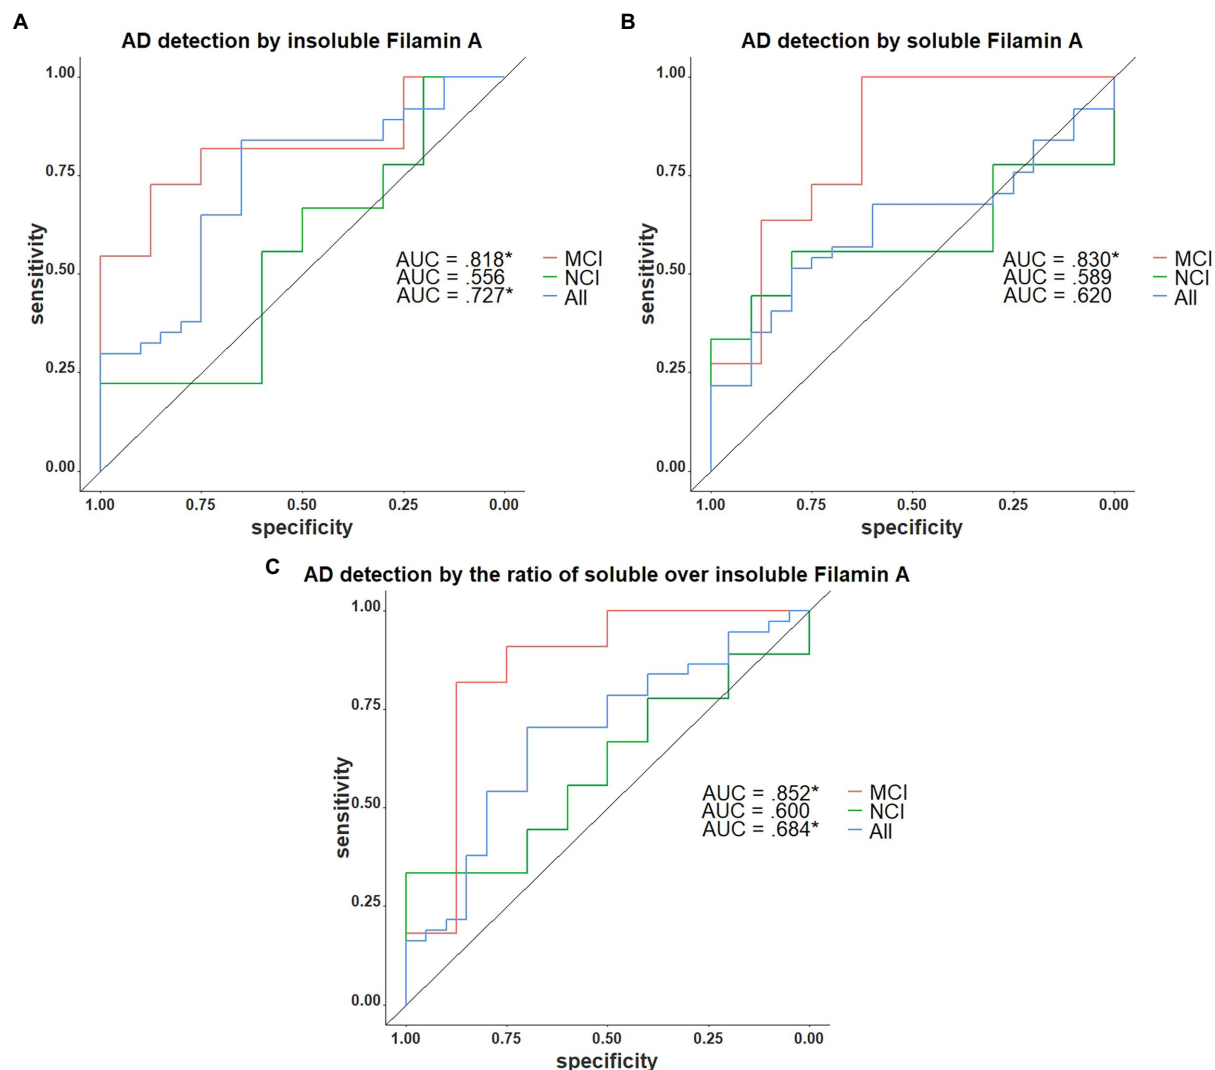 A
AD detection by insoluble Filamin A
1.00
0.75
0.50
0.25
0.00
sensitivity
1.00 0.75 0.50 0.25 0.00
specificity
AUC = .818* MCI
AUC = .556 NCI
AUC = .727* All
B
AD detection by soluble Filamin A
1.00
0.75
0.50
0.25
0.00
sensitivity
1.00 0.75 0.50 0.25 0.00
specificity
AUC = .830* MCI
AUC = .589 NCI
AUC = .620 All
C
AD detection by the ratio of soluble over insoluble Filamin A
1.00
0.75
0.50
0.25
0.00
sensitivity
1.00 0.75 0.50 0.25 0.00
specificity
AUC = .852* MCI
AUC = .600 NCI
AUC = .684* All